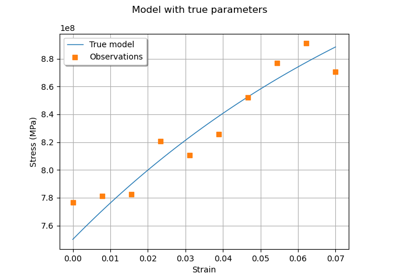 Model with true parameters
1e8
True model
Observations
8.8
8.6
8.4
8.2
8.0
7.8
7.6
Stress (MPa)
0.00 0.01 0.02 0.03 0.04 0.05 0.06 0.07
Strain